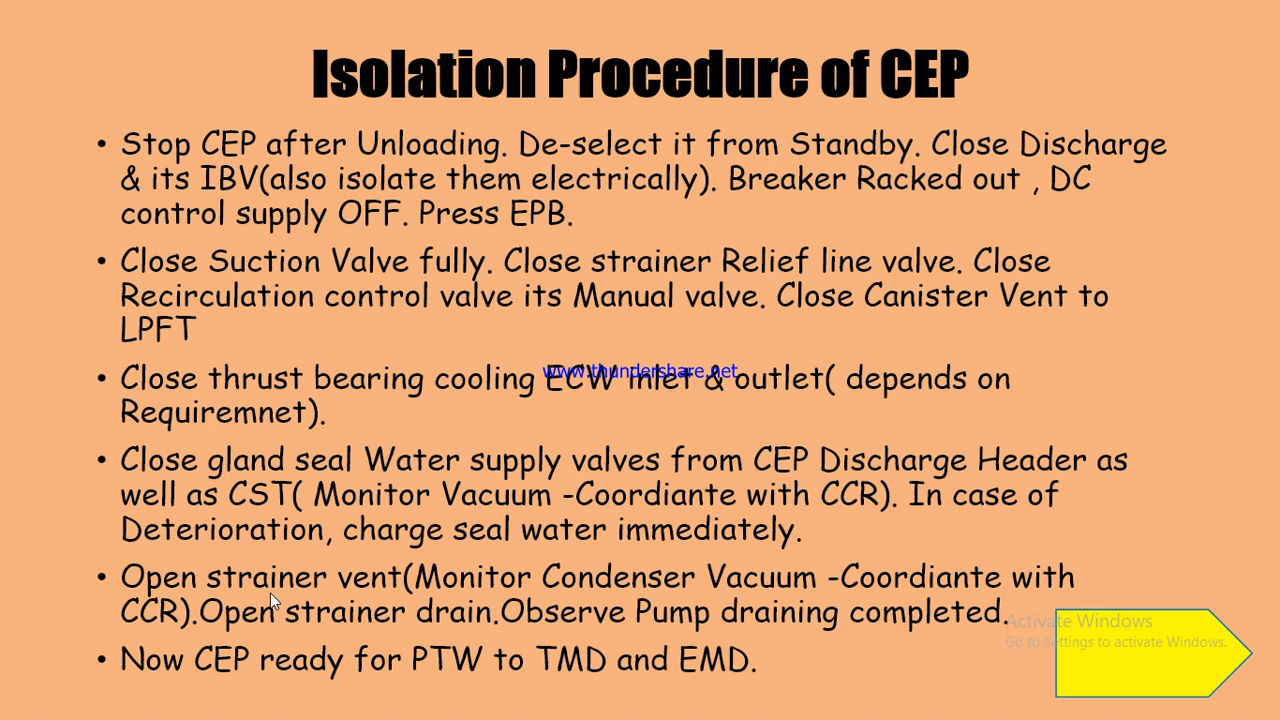 Isolation Procedure of CEP
• Stop CEP after Unloading. De-select it from Standby. Close Discharge
& its IBV(also isolate them electrically). Breaker Racked out , DC
control supply OFF. Press EPB.
• Close Suction Valve fully. Close strainer Relief line valve. Close
Recirculation control valve its Manual valve. Close Canister Vent to
LPFT
www.thundershare.net
• Close thrust bearing cooling ECW inlet & outlet( depends on
Requiremnet).
• Close gland seal Water supply valves from CEP Discharge Header as
well as CST( Monitor Vacuum -Coordiante with CCR). In case of
Deterioration, charge seal water immediately.
• Open strainer vent(Monitor Condenser Vacuum -Coordiante with
CCR).Open strainer drain.Observe Pump draining completed.
Activate Windows
Go to Settings to activate Windows.
• Now CEP ready for PTW to TMD and EMD.